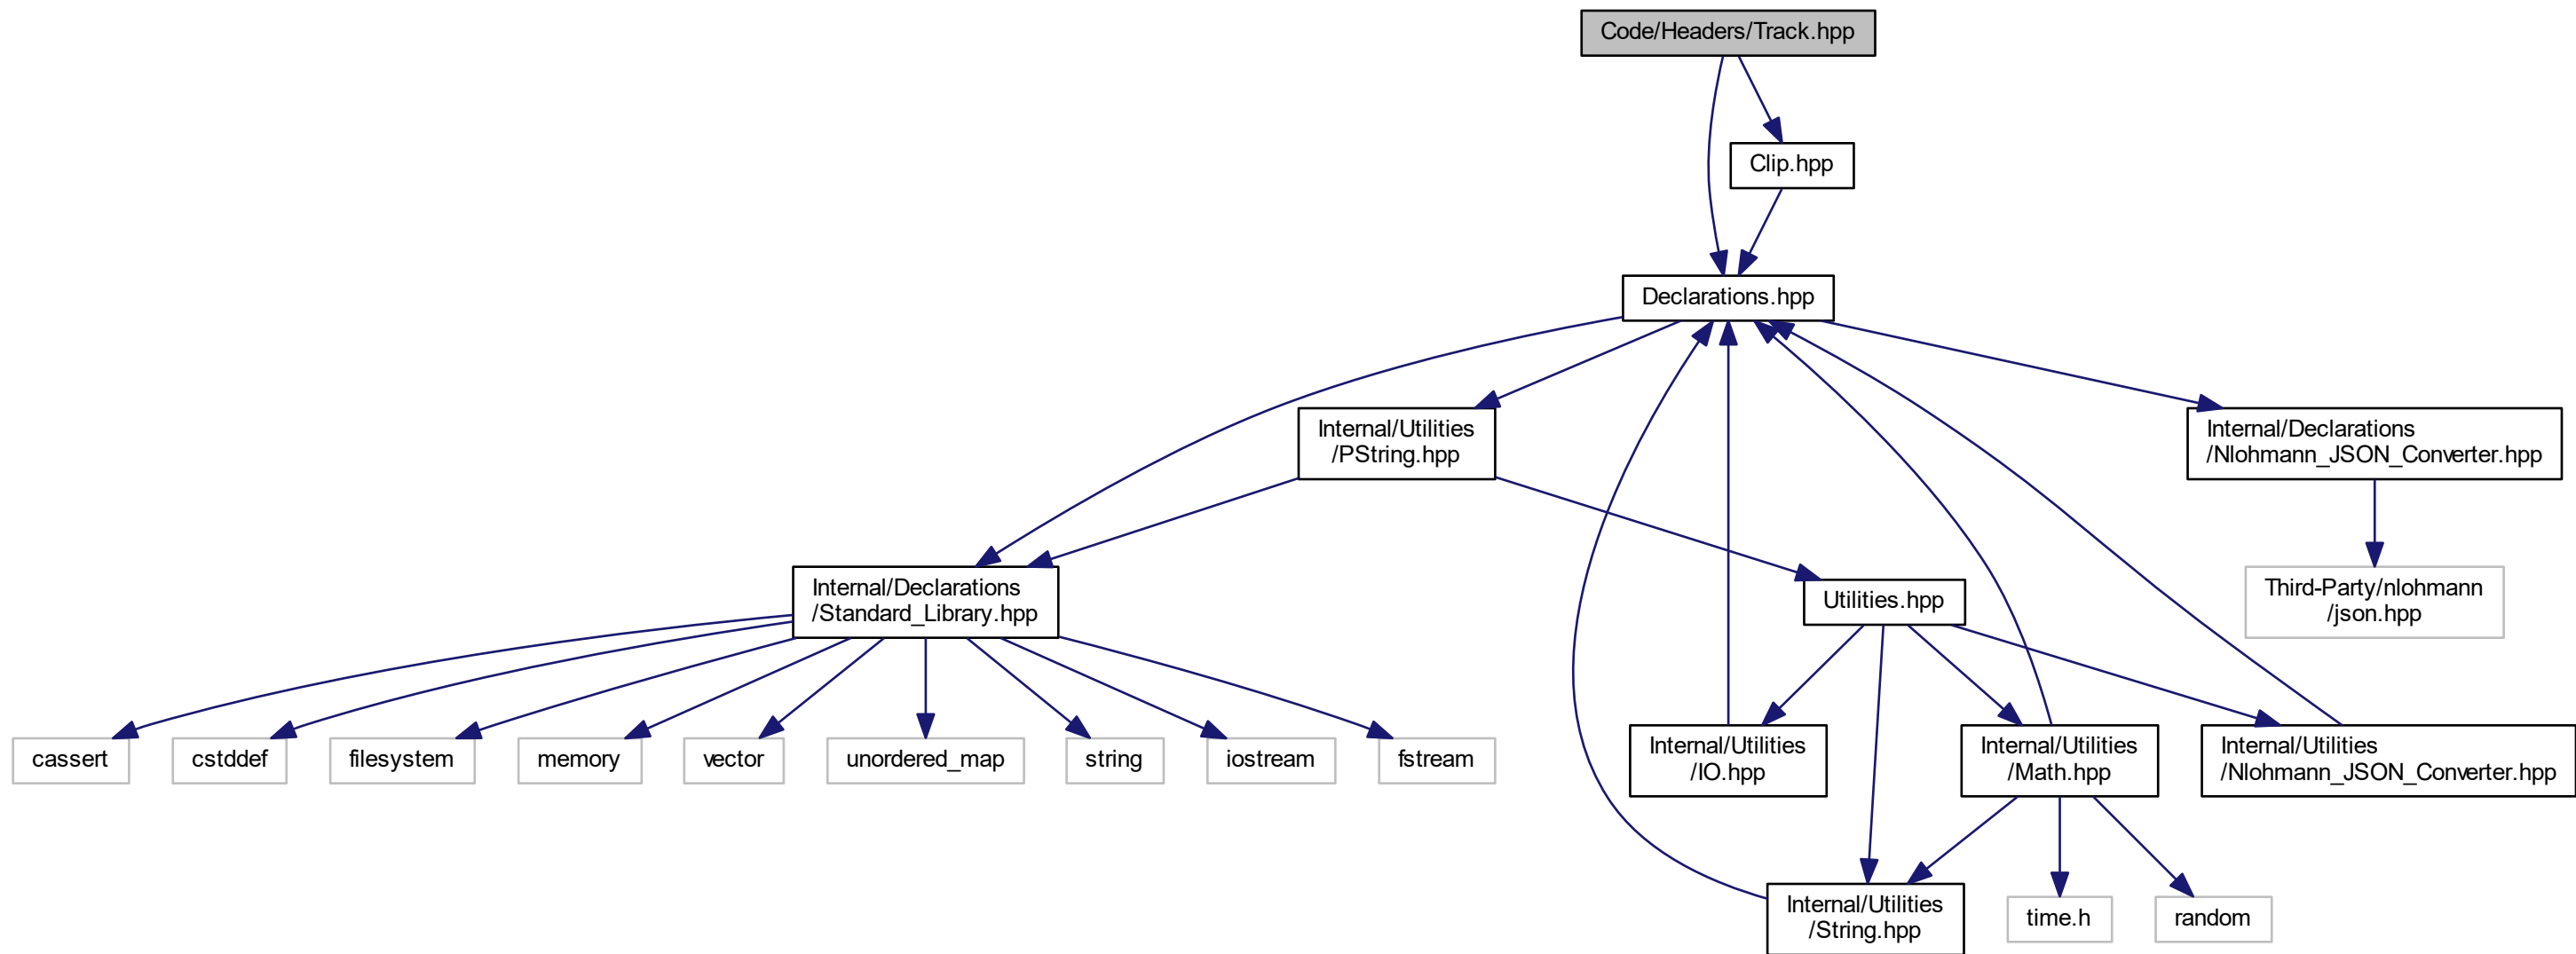 Code/Headers/Track.hpp
Clip.hpp
Declarations.hpp
Internal/Utilities
/PString.hpp
Internal/Declarations
/Nlohmann_JSON_Converter.hpp
Internal/Declarations
/Standard_Library.hpp
Utilities.hpp
Third-Party/nlohmann
/json.hpp
cassert
cstddef
filesystem
memory
vector
unordered_map
string
iostream
fstream
Internal/Utilities
/IO.hpp
Internal/Utilities
/Math.hpp
Internal/Utilities
/Nlohmann_JSON_Converter.hpp
Internal/Utilities
/String.hpp
time.h
random